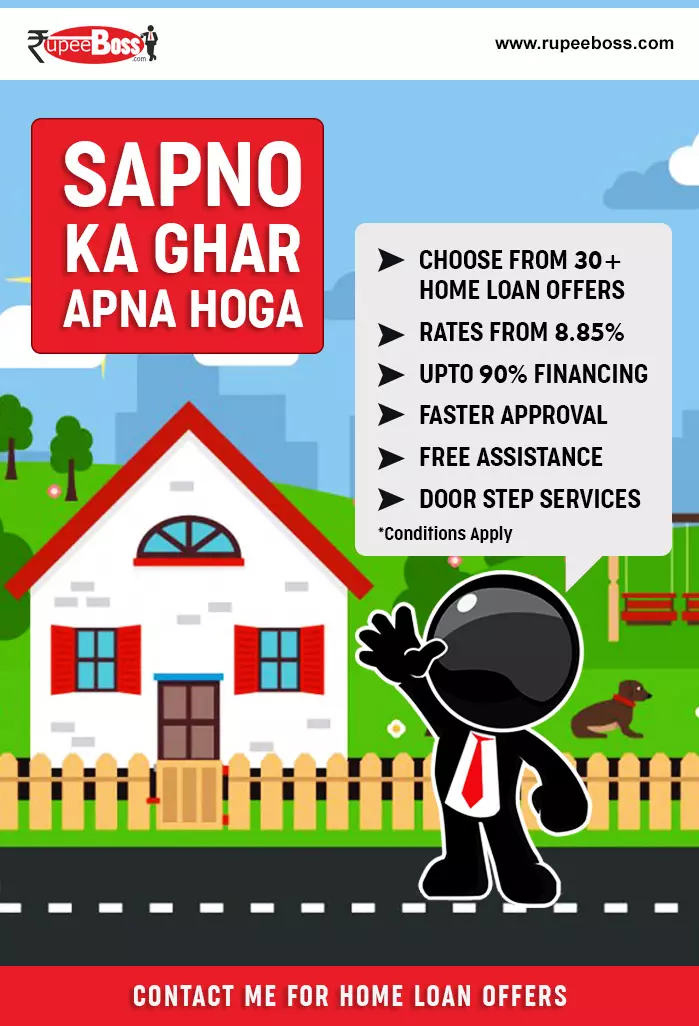 ₹upeeBoss
.com
www.rupeeboss.com
SAPNO
KA GHAR
APNA HOGA
CHOOSE FROM 30+
HOME LOAN OFFERS
RATES FROM 8.85%
UPTO 90% FINANCING
FASTER APPROVAL
FREE ASSISTANCE
DOOR STEP SERVICES
*Conditions Apply
CONTACT ME FOR HOME LOAN OFFERS